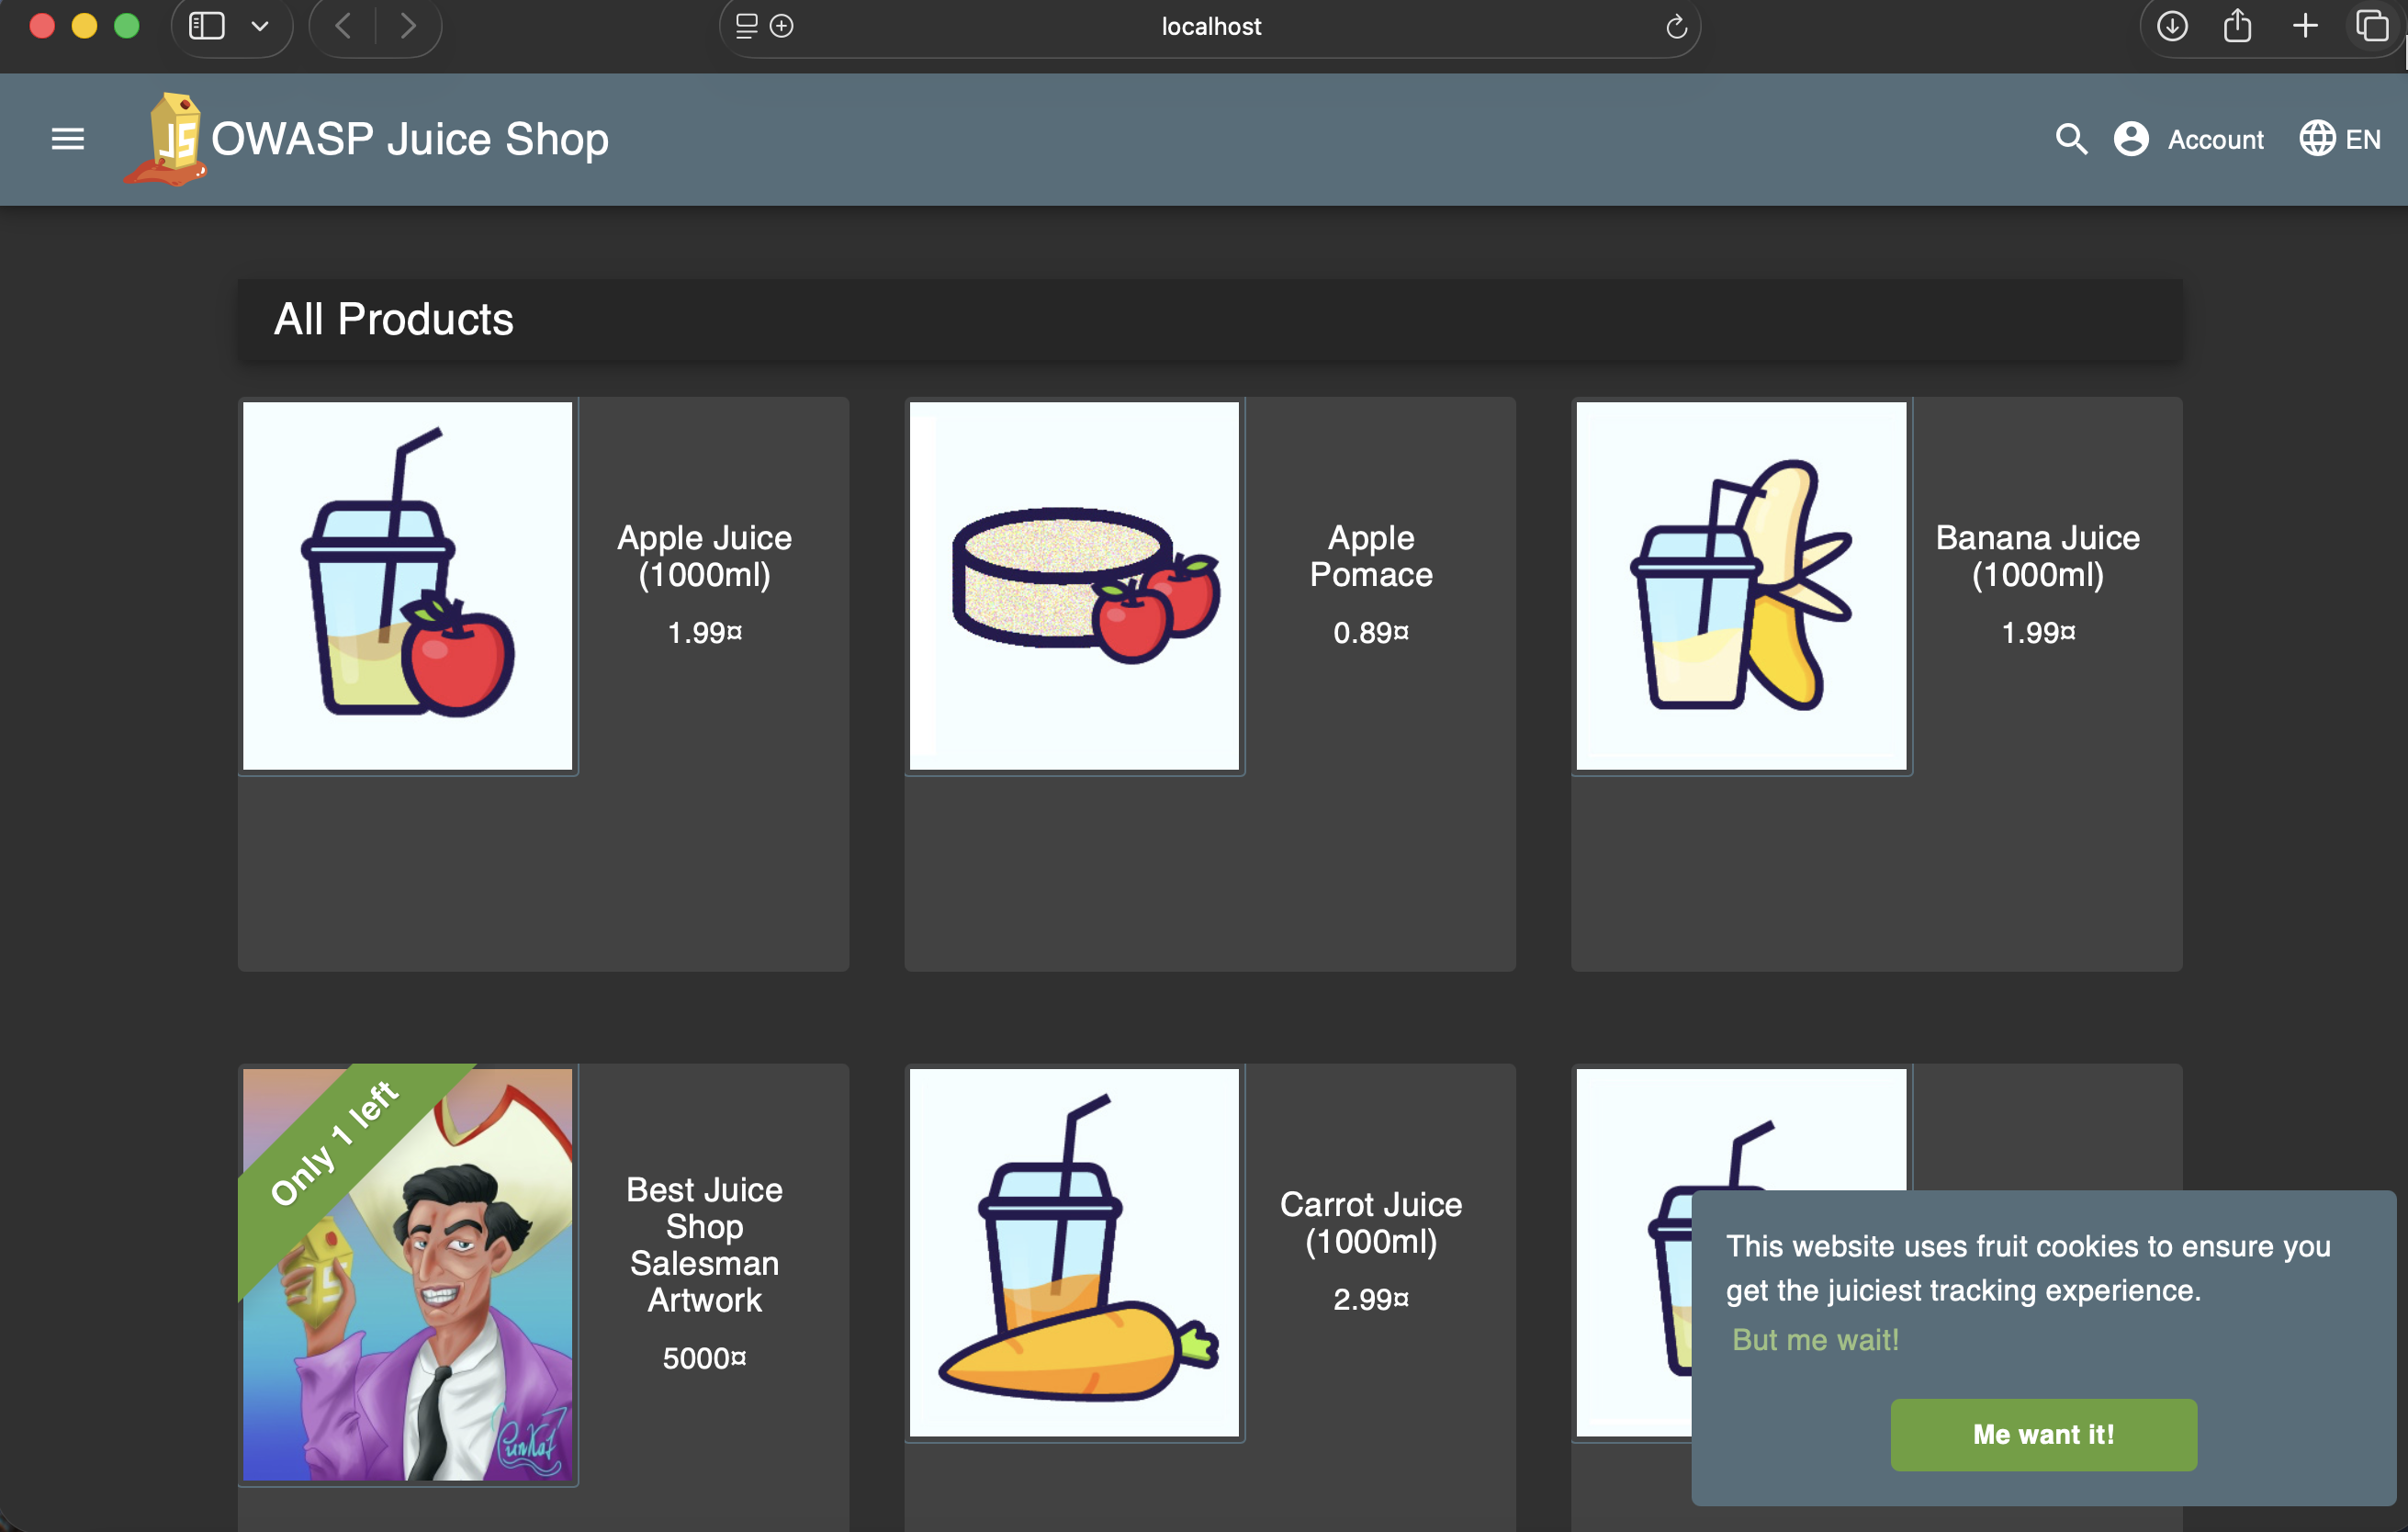 localhost
JS
OWASP Juice Shop
Account
EN
All Products
Apple Juice
(1000ml)
1.99¤
Apple
Pomace
0.89¤
Banana Juice
(1000ml)
1.99¤
Only 1 left
Best Juice
Shop
Salesman
Artwork
5000¤
Carrot Juice
(1000ml)
2.99¤
This website uses fruit cookies to ensure you
get the juiciest tracking experience.
But me wait!
Me want it!